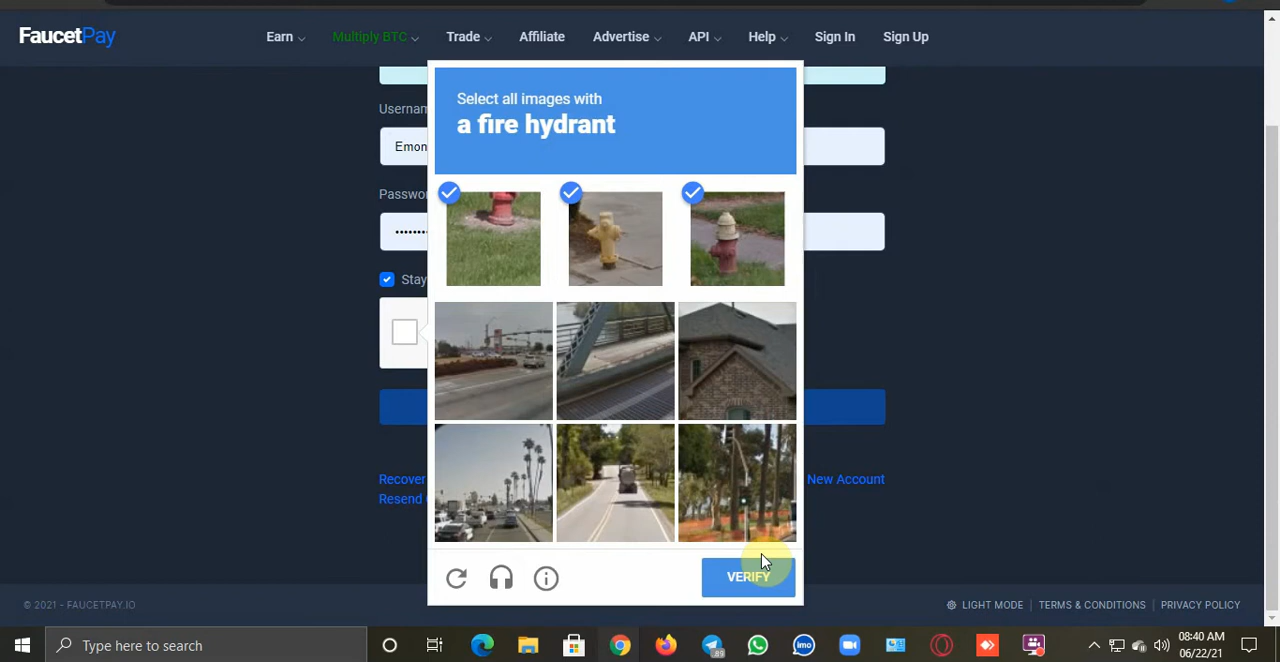 FaucetPay
Earn Multiply BTC Trade Affiliate Advertise API Help Sign In Sign Up
Select all images with
a fire hydrant
Usernam
Emon
Passwo
••••••••
Stay
VERIFY
Recover
New Account
Resend
© 2021 - FAUCETPAY.IO
LIGHT MODE | TERMS & CONDITIONS | PRIVACY POLICY
Type here to search
89
imo
08:40 AM
06/22/21